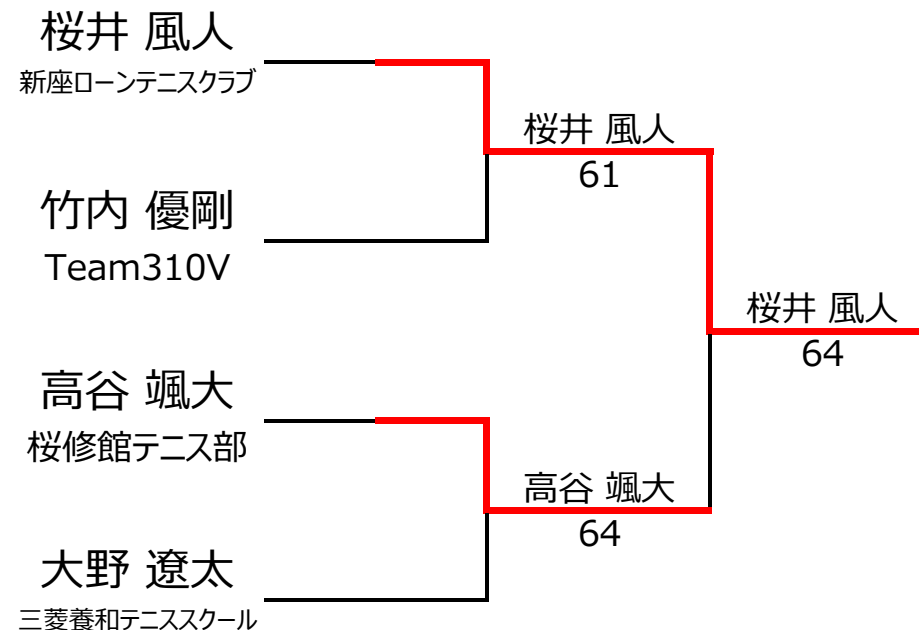 桜井 風人
新座ローンテニスクラブ
桜井 風人
61
竹内 優剛
Team310V
桜井 風人
64
高谷 颯大
桜修館テニス部
高谷 颯大
64
大野 遼太
三菱養和テニススクール